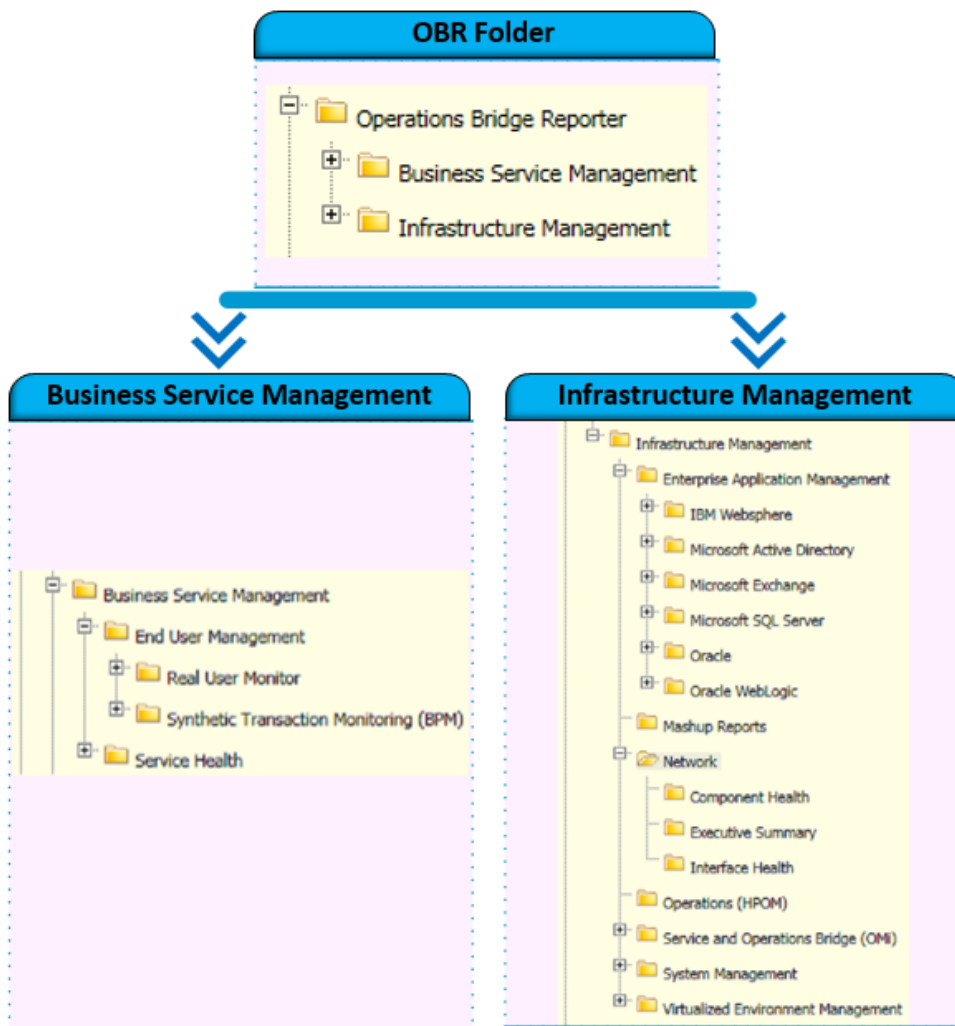 OBR Folder
Operations Bridge Reporter
Business Service Management
Infrastructure Management
Business Service Management
Business Service Management
End User Management
Real User Monitor
Synthetic Transaction Monitoring (BPM)
Service Health
Infrastructure Management
Infrastructure Management
Enterprise Application Management
IBM Websphere
Microsoft Active Directory
Microsoft Exchange
Microsoft SQL Server
Oracle
Oracle WebLogic
Mashup Reports
Network
Component Health
Executive Summary
Interface Health
Operations (HPOM)
Service and Operations Bridge (OMi)
System Management
Virtualized Environment Management